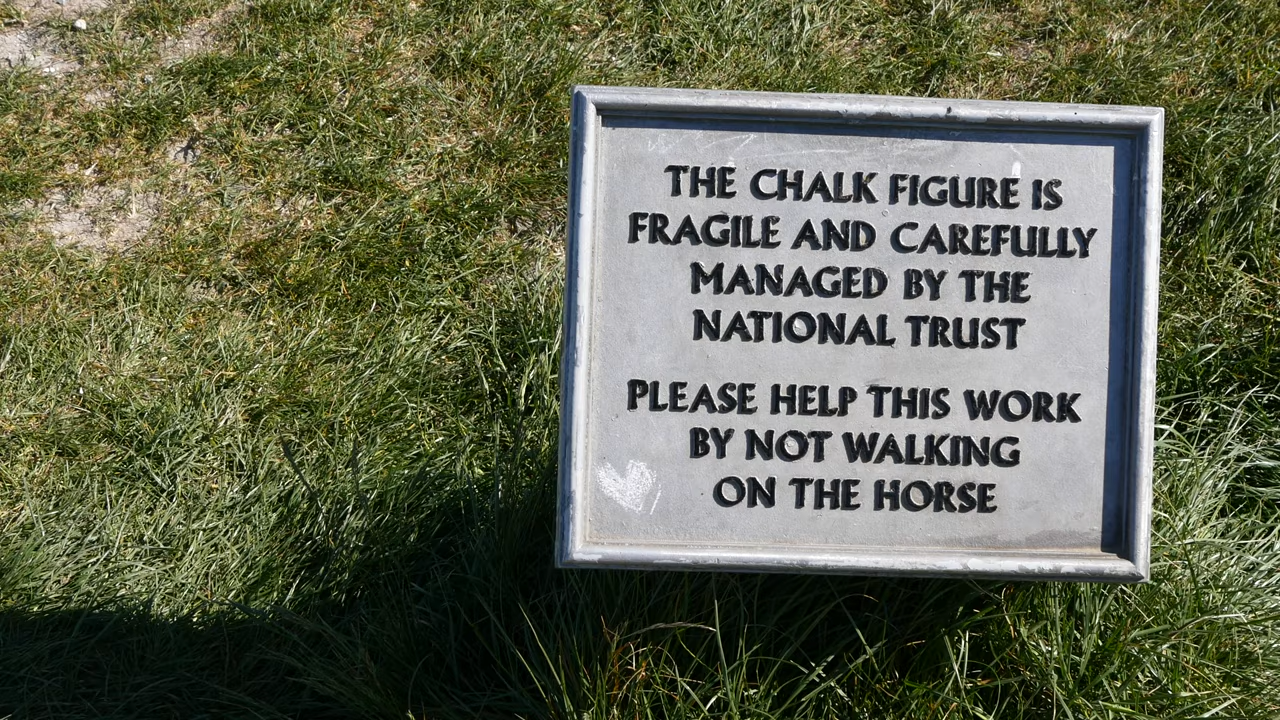 THE CHALK FIGURE IS
FRAGILE AND CAREFULLY
MANAGED BY THE
NATIONAL TRUST
PLEASE HELP THIS WORK
BY NOT WALKING
ON THE HORSE